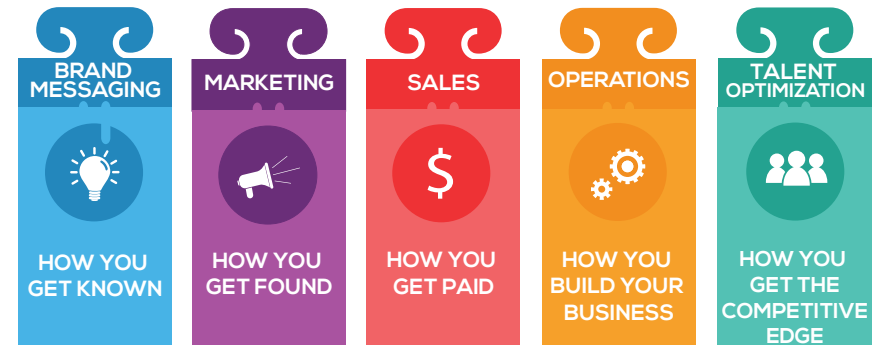 BRAND
MESSAGING
HOW YOU
GET KNOWN
MARKETING
HOW YOU
GET FOUND
SALES
$
HOW YOU
GET PAID
OPERATIONS
HOW YOU
BUILD YOUR
BUSINESS
TALENT
OPTIMIZATION
HOW YOU
GET THE
COMPETITIVE
EDGE